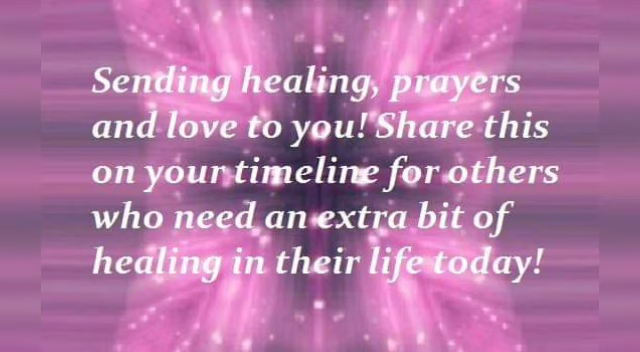 Sending healing, prayers
and love to you! Share this
on your timeline for others
who need an extra bit of
healing in their life today!